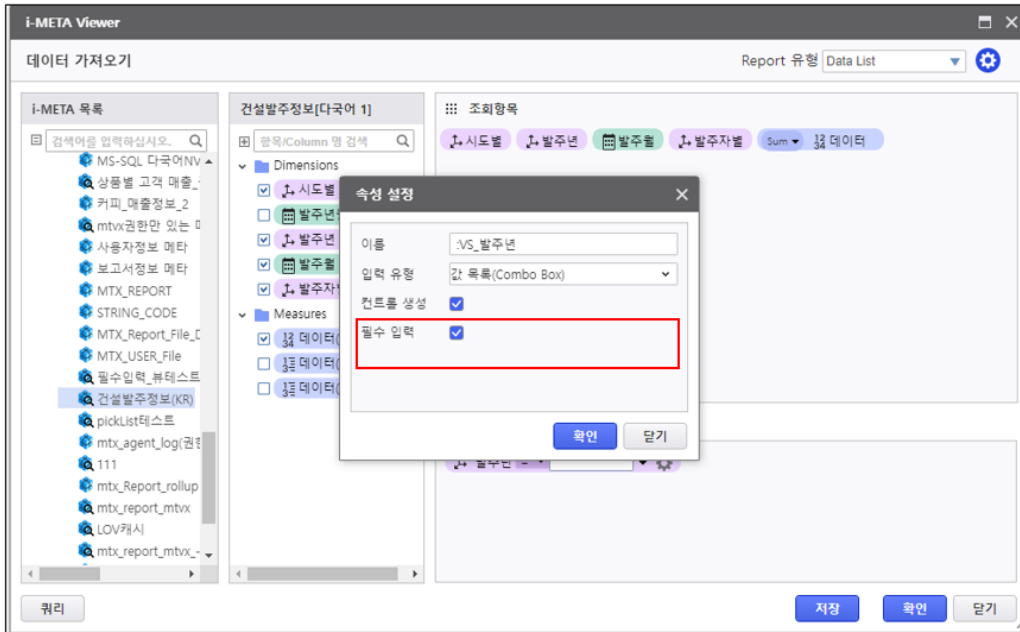 i-META Viewer
데이터 가져오기
Report 유형 Data List
i-META 목록
검색어를 입력하십시오.
MS-SQL 다국어NV
상품별 고객 매출_
커피_매출정보_2
mtvx권한만 있는
사용자정보 메타
보고서정보 메타
MTX_REPORT
STRING_CODE
MTX_Report_File_D
MTX_USER_File
필수입력_뷰테스트
건설발주정보(KR)
pickList테스트
mtx_agent_log(권한
111
mtx_Report_rollup
mtx_report_mtvx
LOV캐시
mtx_report_mtvx_-
건설발주정보[다국어 1]
항목/Column 명 검색
Dimensions
시도별
발주년
발주년
발주월
발주자
Measures
데이터(
데이터(
데이터(
조회항목
시도별 발주년 발주월 발주자별 Sum 데이터
속성 설정
이름 :VS_발주년
입력 유형 값 목록(Combo Box)
컨트롤 생성
필수 입력
확인 닫기
발주년 =
쿼리 저장 확인 닫기